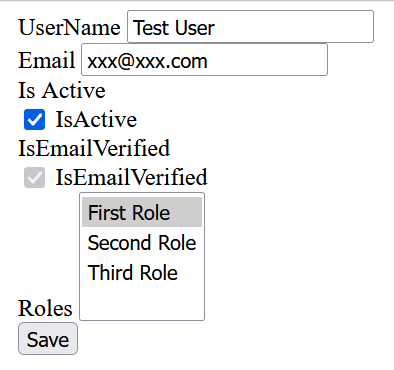 UserName Test User
Email xxx@xxx.com
Is Active
IsActive
IsEmailVerified
IsEmailVerified
First Role
Second Role
Third Role
Roles
Save